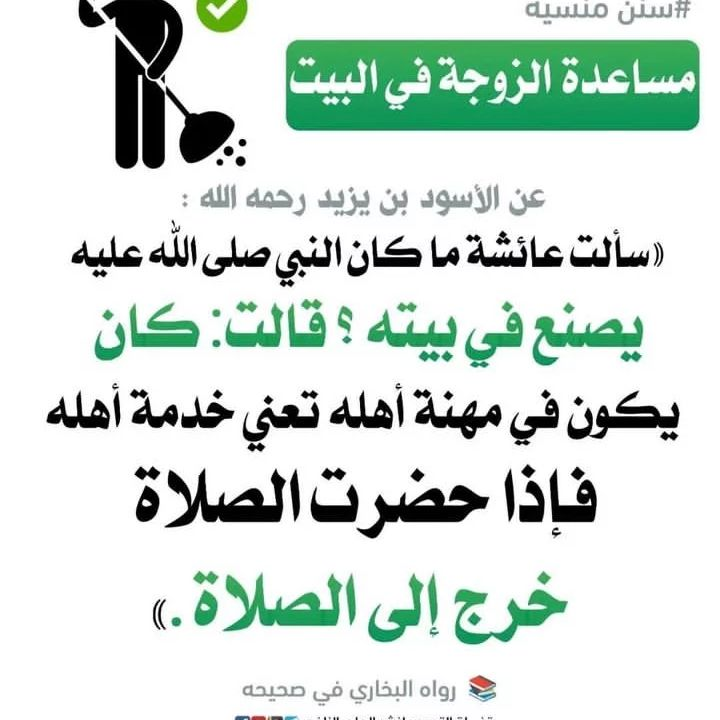 #سنن منسية
مساعدة الزوجة في البيت
عن الأسود بن يزيد رحمه الله :
«سألت عائشة ما كان النبي صلى الله عليه
يصنع في بيته ؟ قالت: كان
يكون في مهنة أهله تعني خدمة أهله
فإذا حضرت الصلاة
خرج إلى الصلاة .»
رواه البخاري في صحيحه